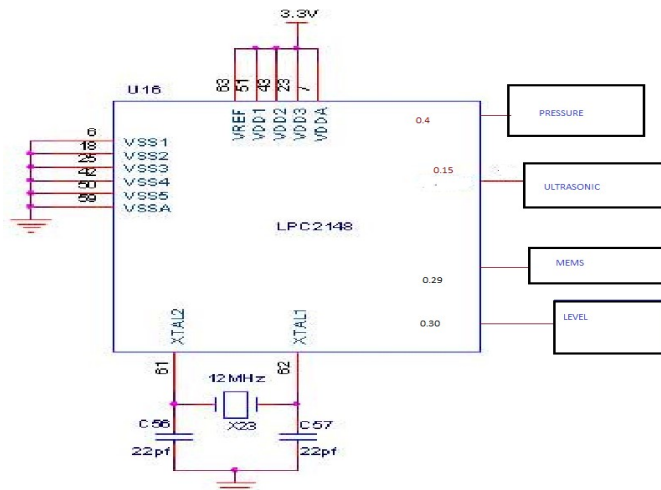 3.3V
U16
63 51 43 23 7
VREF VDD1 VDD2 VDD3 VDDA
6 VSS1
18 VSS2
25 VSS3
42 VSS4
50 VSS5
59 VSSA
LPC2148
0.4
PRESSURE
0.15
ULTRASONIC
0.29
MEMS
0.30
LEVEL
XTAL2
XTAL1
61
62
12MHz
X23
C56
C57
22pf
22pf